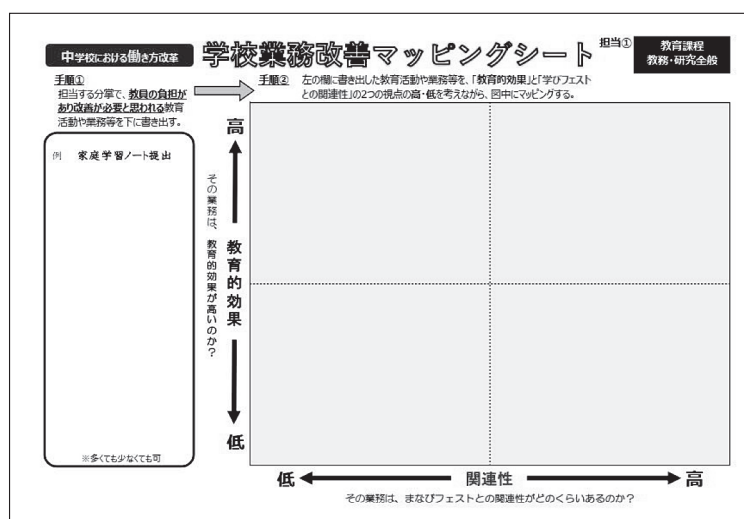 中学校における働き方改革
学校業務改善マッピングシート
担当①
教育課程
教務・研究全般
手順①
担当する分掌で、教員の負担が
あり改善が必要と思われる教育
活動や業務等を下に書き出す。
手順② 左の欄に書き出した教育活動や業務等を、「教育的効果」と「学びフェスト
との関連性」の2つの視点の高・低を考えながら、図中にマッピングする。
例 家庭学習ノート提出
※多くても少なくても可
その業務は、教育的効果が高いのか？
高
教育的効果
低
低 関連性 高
その業務は、まなびフェストとの関連性がどのくらいあるのか？